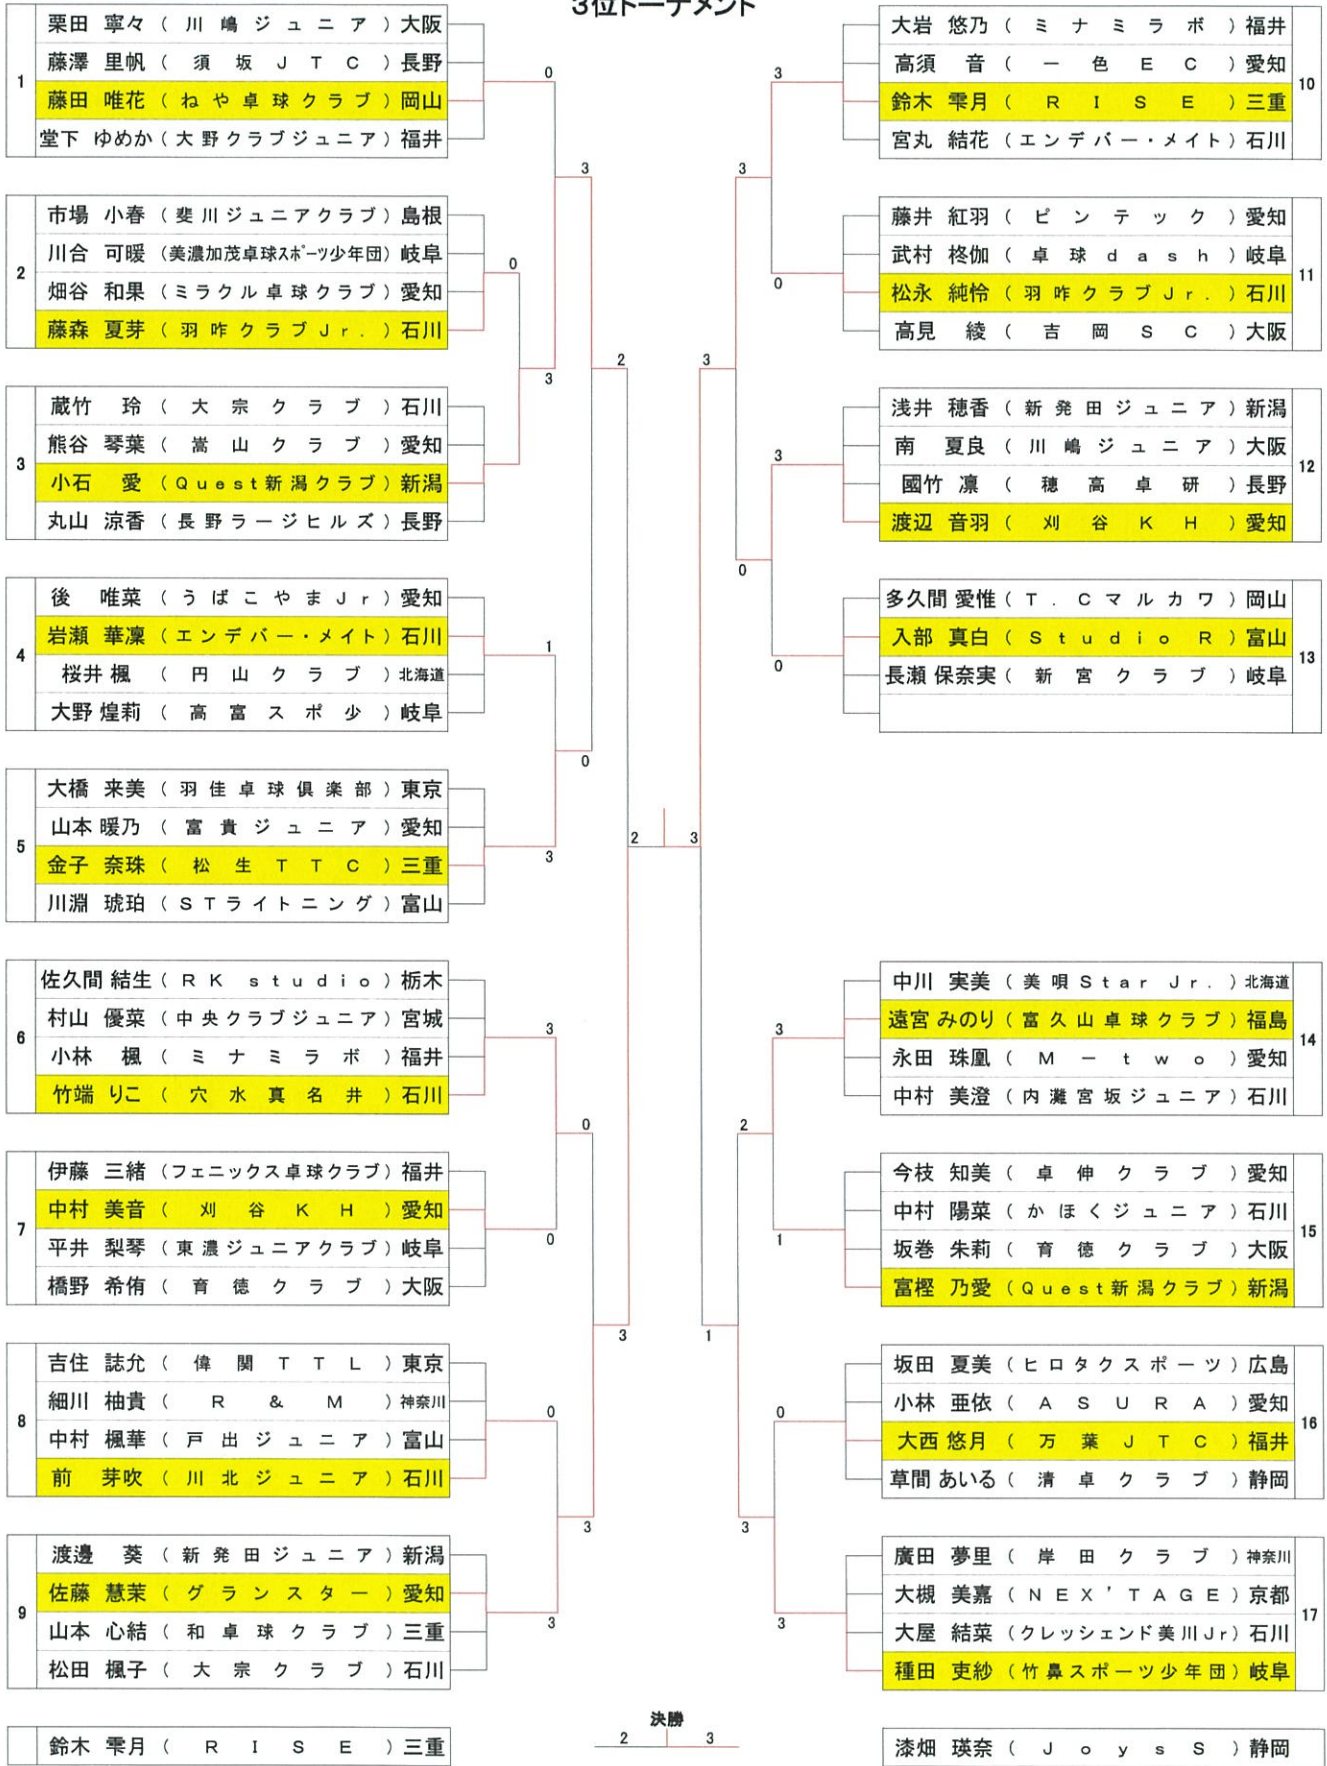 3位トーナメント
1
栗田 寧々 ( 川嶋ジュニア ) 大阪
藤澤 里帆 ( 須坂JTC ) 長野
藤田 唯花 ( ねや卓球クラブ ) 岡山
堂下 ゆめか ( 大野クラブジュニア ) 福井
0
3
2
市場 小春 ( 斐川ジュニアクラブ ) 島根
川合 可暖 (美濃加茂卓球スポーツ少年団) 岐阜
畑谷 和果 ( ミラクル卓球クラブ ) 愛知
藤森 夏芽 ( 羽咋クラブJr. ) 石川
0
3
2
3
蔵竹 玲 ( 大宗クラブ ) 石川
熊谷 琴葉 ( 嵩山クラブ ) 愛知
小石 愛 ( Quest新潟クラブ ) 新潟
丸山 涼香 ( 長野ラージヒルズ ) 長野
4
後 唯菜 ( うばこやまJr ) 愛知
岩瀬 華凜 ( エンデバー・メイト ) 石川
桜井 楓 ( 円山クラブ ) 北海道
大野 煌莉 ( 高富スポ少 ) 岐阜
1
0
5
大橋 来美 ( 羽佳卓球倶楽部 ) 東京
山本 暖乃 ( 富貴ジュニア ) 愛知
金子 奈珠 ( 松生TTC ) 三重
川淵 琥珀 ( STライトニング ) 富山
3
2
3
6
佐久間 結生 ( RK studio ) 栃木
村山 優菜 ( 中央クラブジュニア ) 宮城
小林 楓 ( ミナミラボ ) 福井
竹端 りこ ( 穴水真名井 ) 石川
3
0
7
伊藤 三緒 ( フェニックス卓球クラブ ) 福井
中村 美音 ( 刈谷KH ) 愛知
平井 梨琴 ( 東濃ジュニアクラブ ) 岐阜
橋野 希侑 ( 育徳クラブ ) 大阪
0
3
8
吉住 誌允 ( 偉関TTL ) 東京
細川 柚貴 ( R&M ) 神奈川
中村 楓華 ( 戸出ジュニア ) 富山
前 芽吹 ( 川北ジュニア ) 石川
0
3
9
渡邊 葵 ( 新発田ジュニア ) 新潟
佐藤 慧茉 ( グランスター ) 愛知
山本 心結 ( 和卓球クラブ ) 三重
松田 楓子 ( 大宗クラブ ) 石川
3
10
大岩 悠乃 ( ミナミラボ ) 福井
高須 音 ( 一色EC ) 愛知
鈴木 雫月 ( RISE ) 三重
宮丸 結花 ( エンデバー・メイト ) 石川
3
3
11
藤井 紅羽 ( ピンテック ) 愛知
武村 柊伽 ( 卓球dash ) 岐阜
松永 純怜 ( 羽咋クラブJr. ) 石川
高見 綾 ( 吉岡SC ) 大阪
0
3
12
浅井 穂香 ( 新発田ジュニア ) 新潟
南 夏良 ( 川嶋ジュニア ) 大阪
國竹 凛 ( 穂高卓研 ) 長野
渡辺 音羽 ( 刈谷KH ) 愛知
3
0
13
多久間 愛惟 ( T.Cマルカワ ) 岡山
入部 真白 ( Studio R ) 富山
長瀬 保奈実 ( 新宮クラブ ) 岐阜
0
14
中川 実美 ( 美唄Star Jr. ) 北海道
遠宮 みのり ( 富久山卓球クラブ ) 福島
永田 珠凰 ( M-two ) 愛知
中村 美澄 ( 内灘宮坂ジュニア ) 石川
3
2
15
今枝 知美 ( 卓伸クラブ ) 愛知
中村 陽菜 ( かほくジュニア ) 石川
坂巻 朱莉 ( 育徳クラブ ) 大阪
富樫 乃愛 ( Quest新潟クラブ ) 新潟
1
1
16
坂田 夏美 ( ヒロタクスポーツ ) 広島
小林 亜依 ( ASURA ) 愛知
大西 悠月 ( 万葉JTC ) 福井
草間 あいる ( 清卓クラブ ) 静岡
0
3
17
廣田 夢里 ( 岸田クラブ ) 神奈川
大槻 美嘉 ( NEX'TAGE ) 京都
大屋 結菜 ( クレッシェンド美川Jr ) 石川
種田 吏紗 ( 竹鼻スポーツ少年団 ) 岐阜
3
決勝
鈴木 雫月 ( RISE ) 三重
2 3
漆畑 瑛奈 ( JoysS ) 静岡